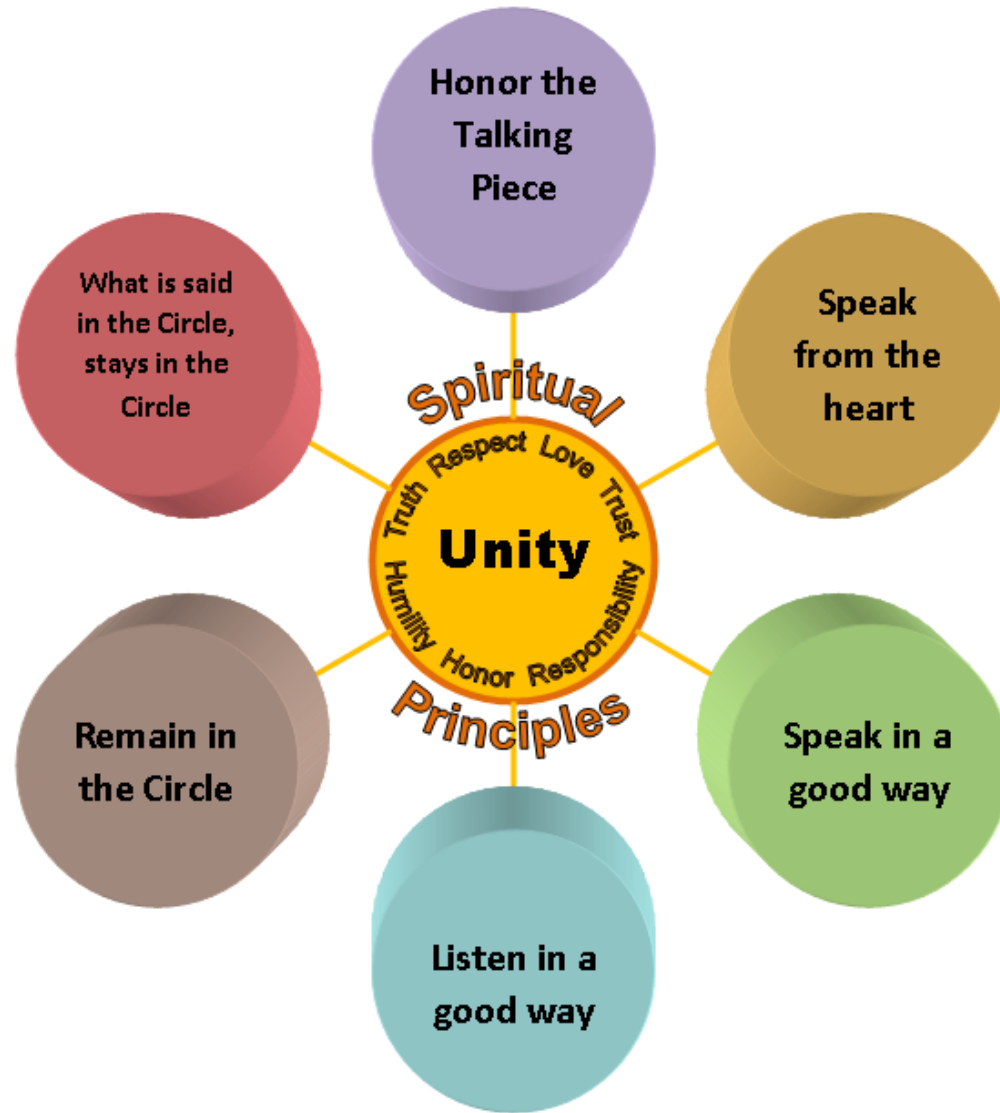 Honor the
Talking
Piece
What is said
in the Circle,
stays in the
Circle
Speak
from the
heart
Spiritual
Truth Respect Love Trust
Unity
Humility Honor Responsibility
Principles
Remain in
the Circle
Speak in a
good way
Listen in a
good way